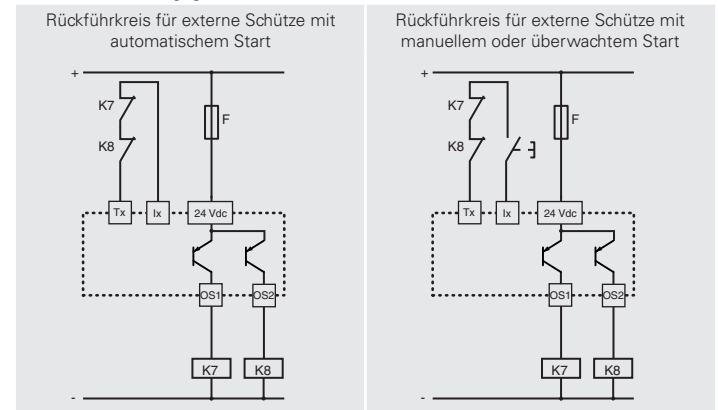 Rückführkreis für externe Schütze mit
automatischem Start
+
K7
K8
F
Tx
Ix
24 Vdc
OS1
OS2
K7
K8
-
Rückführkreis für externe Schütze mit
manuellem oder überwachtem Start
+
K7
K8
F
Tx
Ix
24 Vdc
OS1
OS2
K7
K8
-